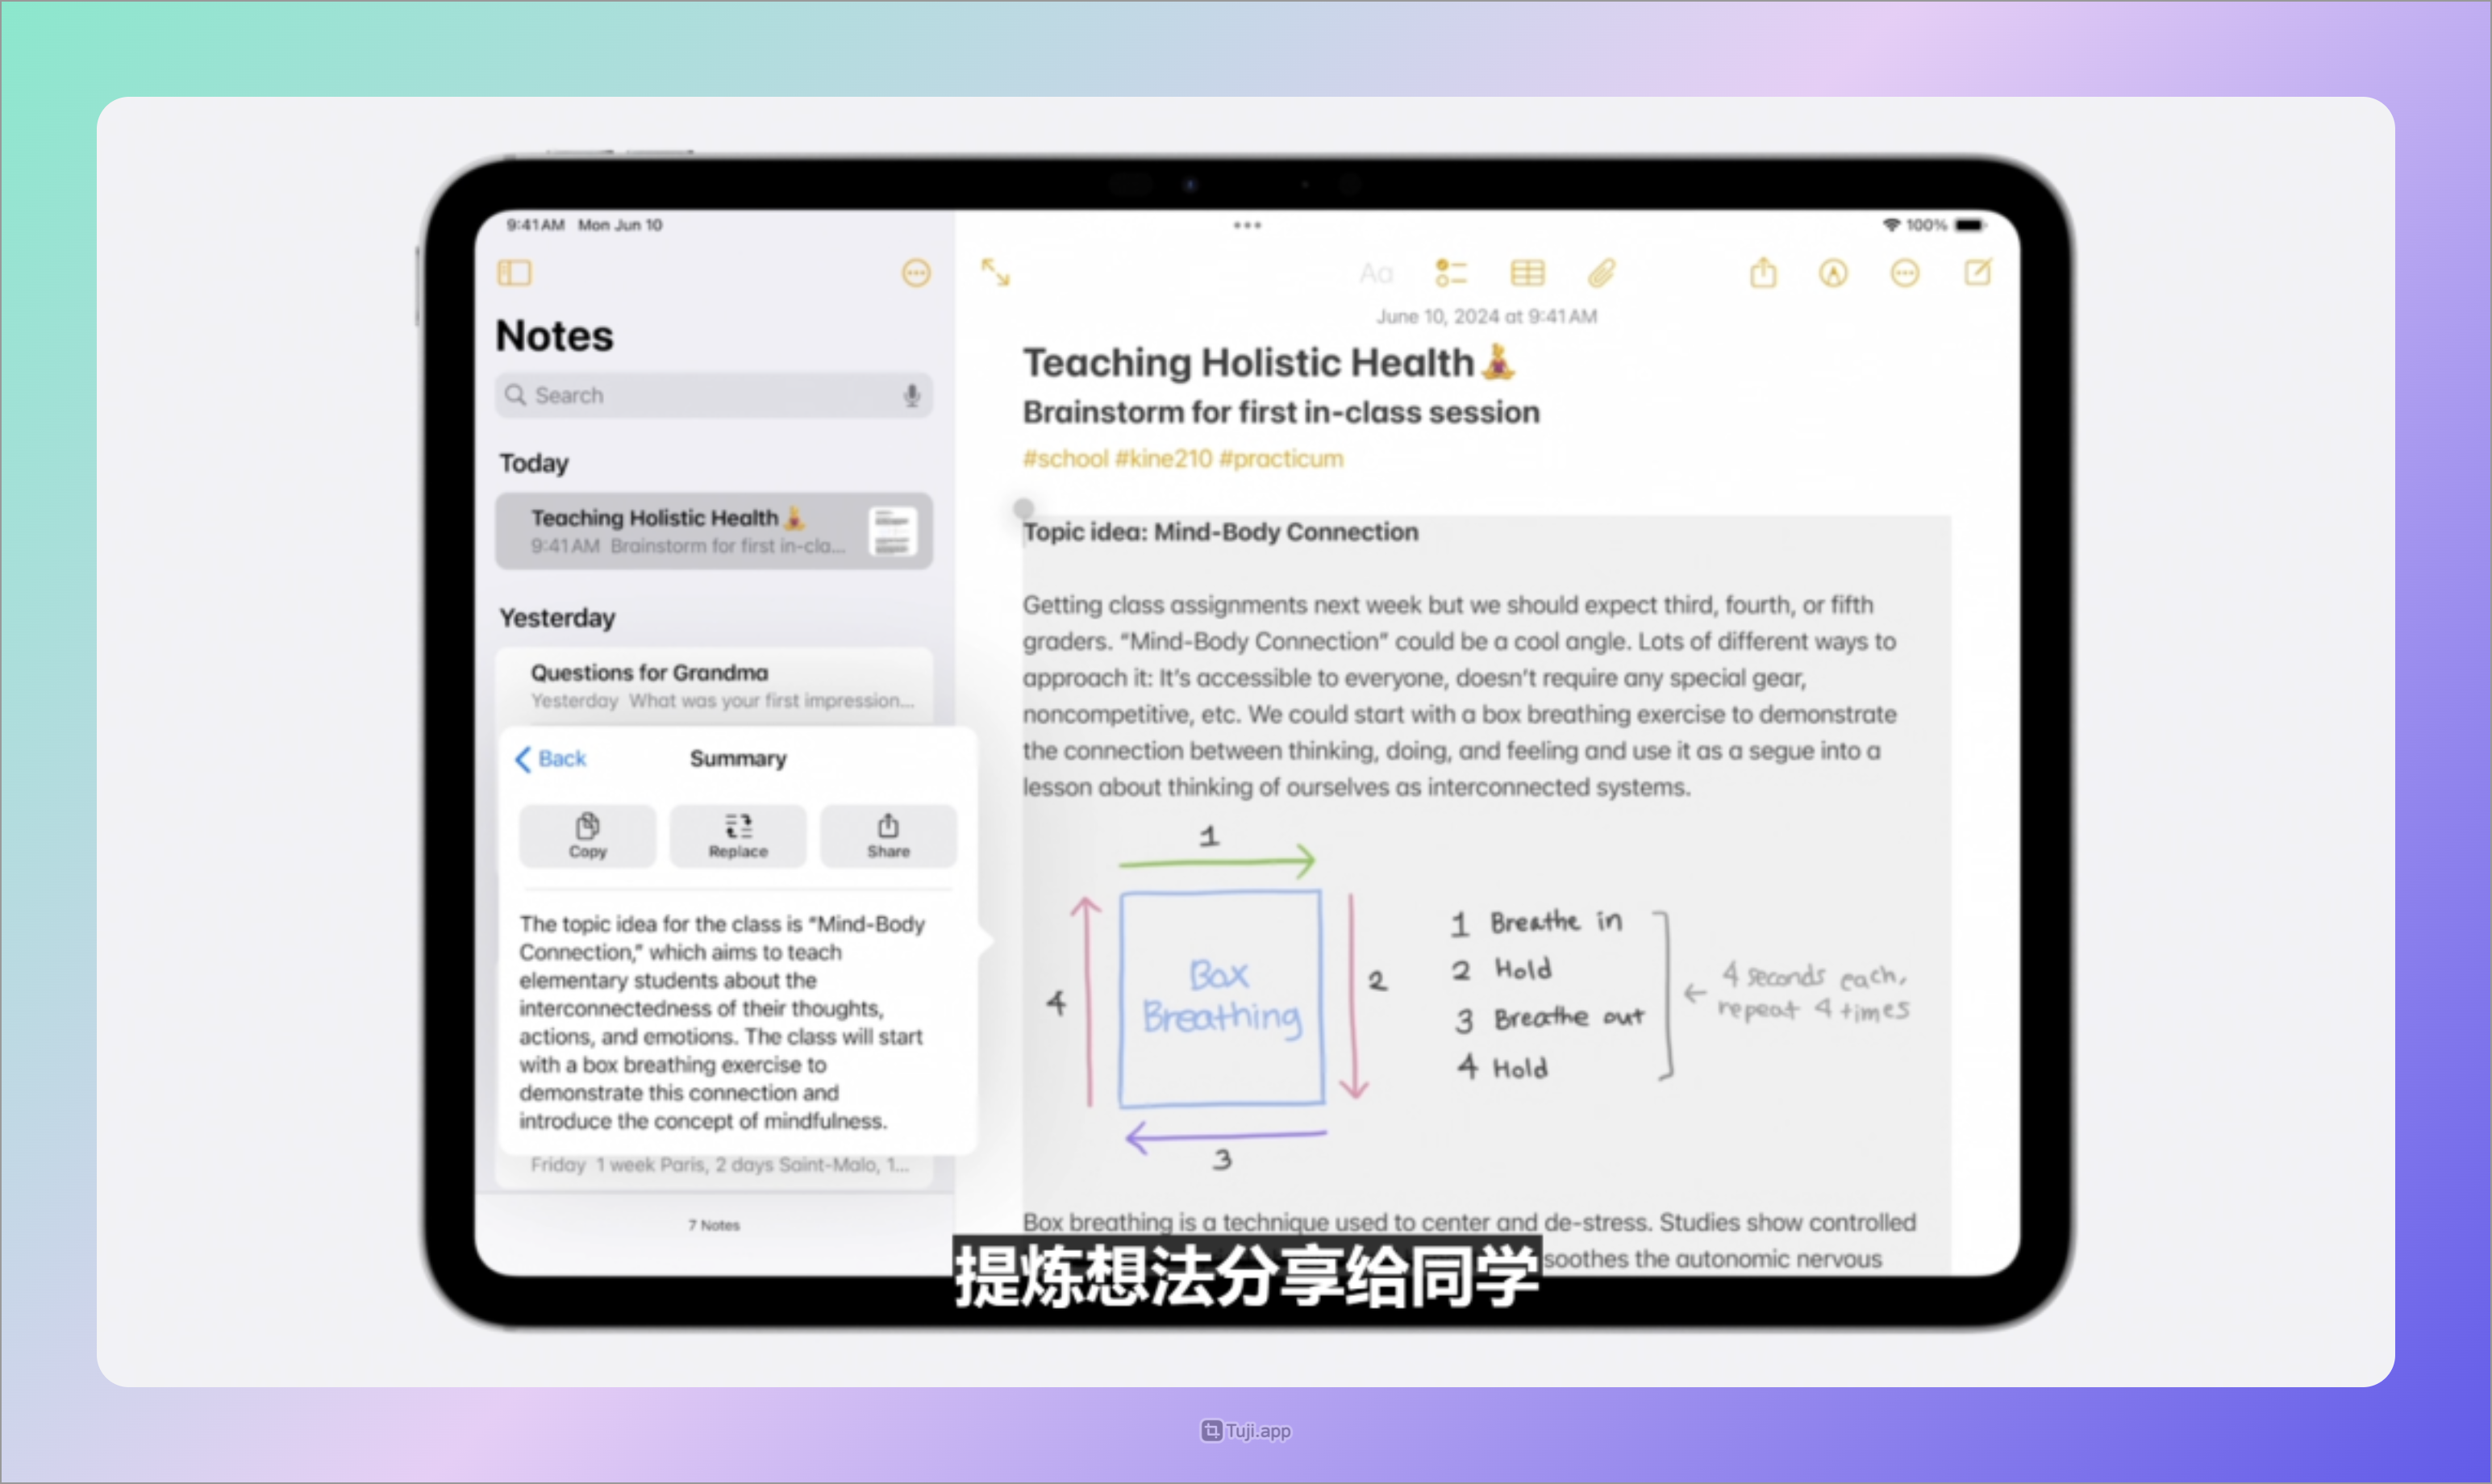 9:41 AM Mon Jun 10
100%
Notes
Search
Today
Teaching Holistic Health
9:41 AM Brainstorm for first in-cla...
Yesterday
Questions for Grandma
Yesterday What was your first impression...
Back
Summary
Copy
Replace
Share
The topic idea for the class is “Mind-Body
Connection,” which aims to teach
elementary students about the
interconnectedness of their thoughts,
actions, and emotions. The class will start
with a box breathing exercise to
demonstrate this connection and
introduce the concept of mindfulness.
Friday 1 week Paris, 2 days Saint-Malo, 1...
7 Notes
Aa
June 10, 2024 at 9:41 AM
Teaching Holistic Health
Brainstorm for first in-class session
#school #kine210 #practicum
Topic idea: Mind-Body Connection
Getting class assignments next week but we should expect third, fourth, or fifth
graders. “Mind-Body Connection” could be a cool angle. Lots of different ways to
approach it: It’s accessible to everyone, doesn’t require any special gear,
noncompetitive, etc. We could start with a box breathing exercise to demonstrate
the connection between thinking, doing, and feeling and use it as a segue into a
lesson about thinking of ourselves as interconnected systems.
1
4
Box
Breathing
2
3
1 Breathe in
2 Hold
3 Breathe out
4 Hold
4 seconds each,
repeat 4 times
Box breathing is a technique used to center and de-stress. Studies show controlled
soothes the autonomic nervous
提炼想法分享给同学
Tuji.app